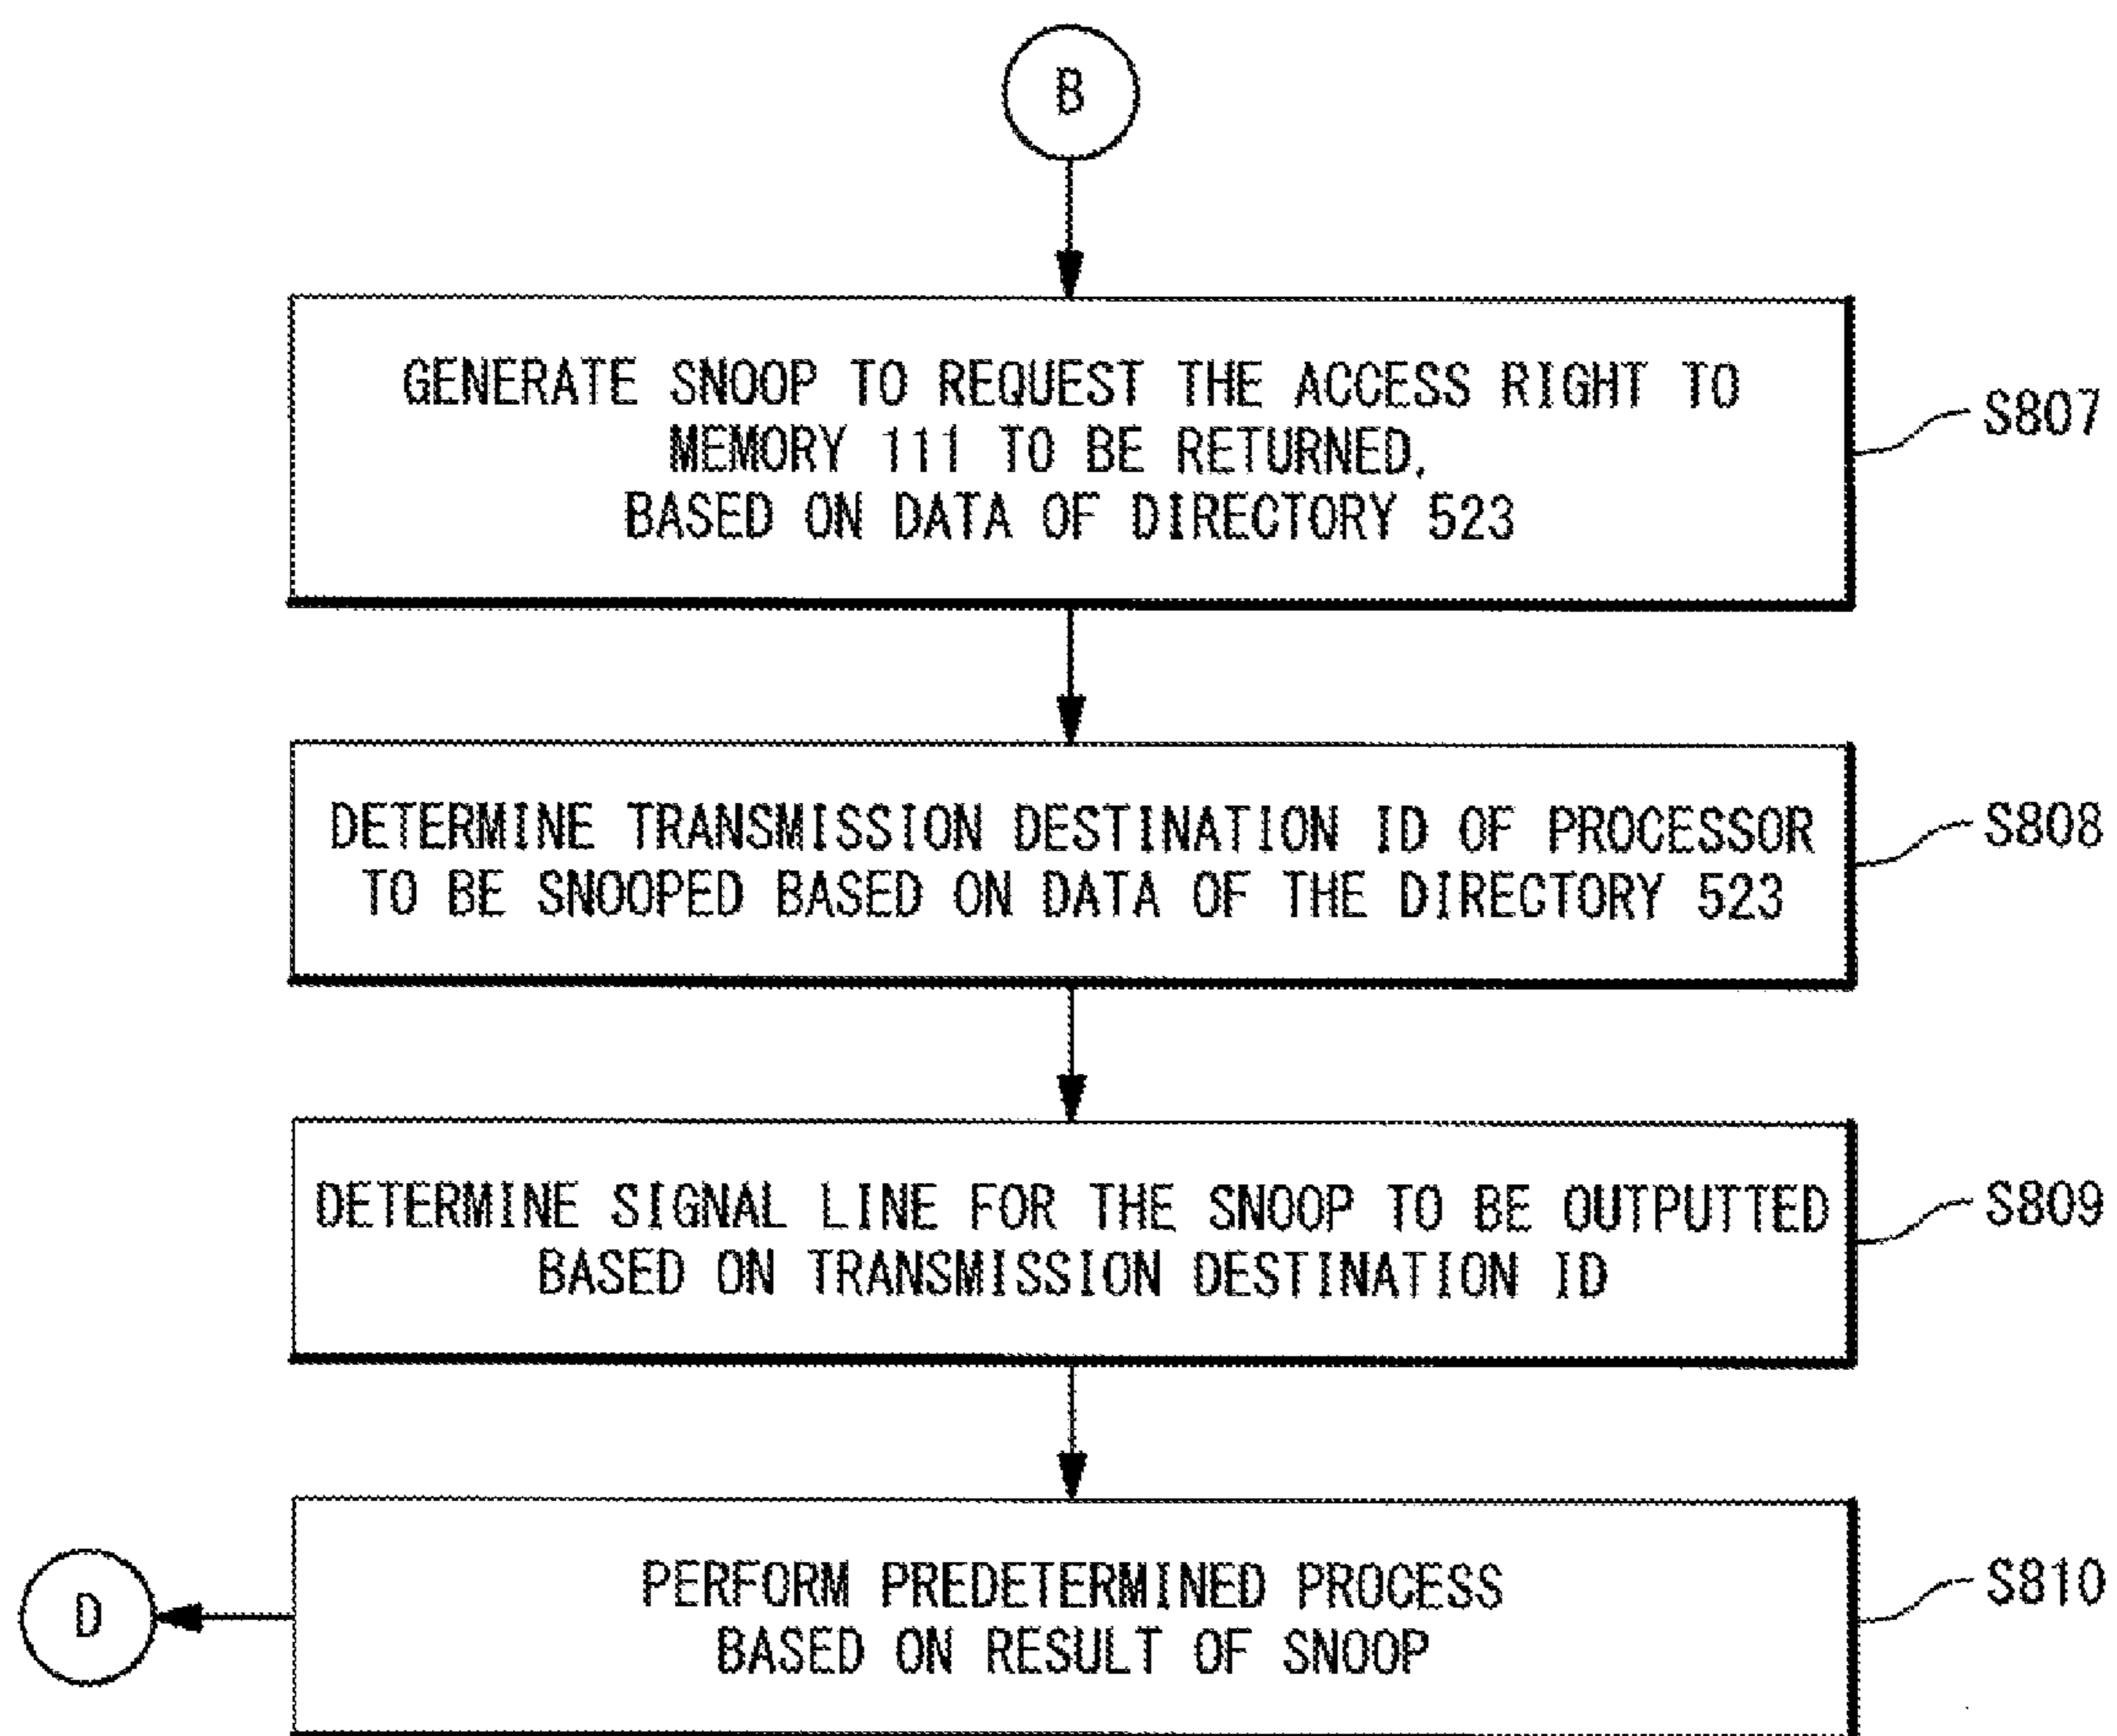 B
GENERATE SNOOP TO REQUEST THE ACCESS RIGHT TO
MEMORY 111 TO BE RETURNED,
BASED ON DATA OF DIRECTORY 523
S807
DETERMINE TRANSMISSION DESTINATION ID OF PROCESSOR
TO BE SNOOPED BASED ON DATA OF THE DIRECTORY 523
S808
DETERMINE SIGNAL LINE FOR THE SNOOP TO BE OUTPUTTED
BASED ON TRANSMISSION DESTINATION ID
S809
PERFORM PREDETERMINED PROCESS
BASED ON RESULT OF SNOOP
S810
D